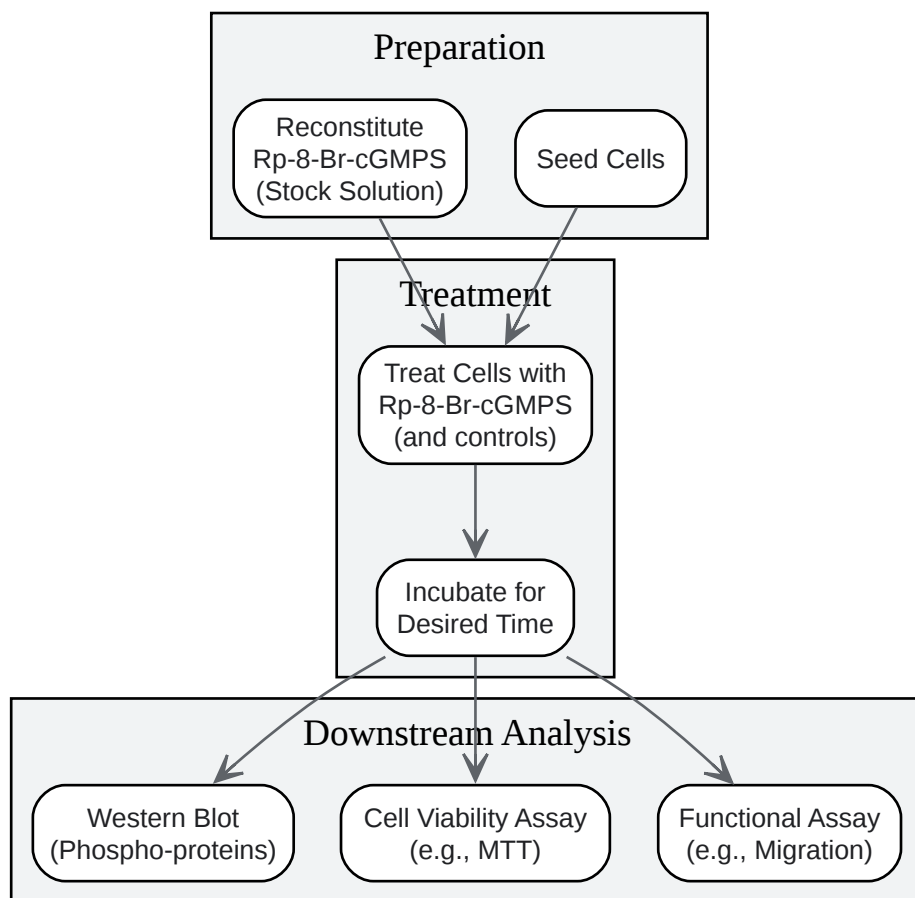 Preparation
Reconstitute
Rp-8-Br-cGMPS
(Stock Solution)
Seed Cells
Treatment
Treat Cells with
Rp-8-Br-cGMPS
(and controls)
Incubate for
Desired Time
Downstream Analysis
Western Blot
(Phospho-proteins)
Cell Viability Assay
(e.g., MTT)
Functional Assay
(e.g., Migration)